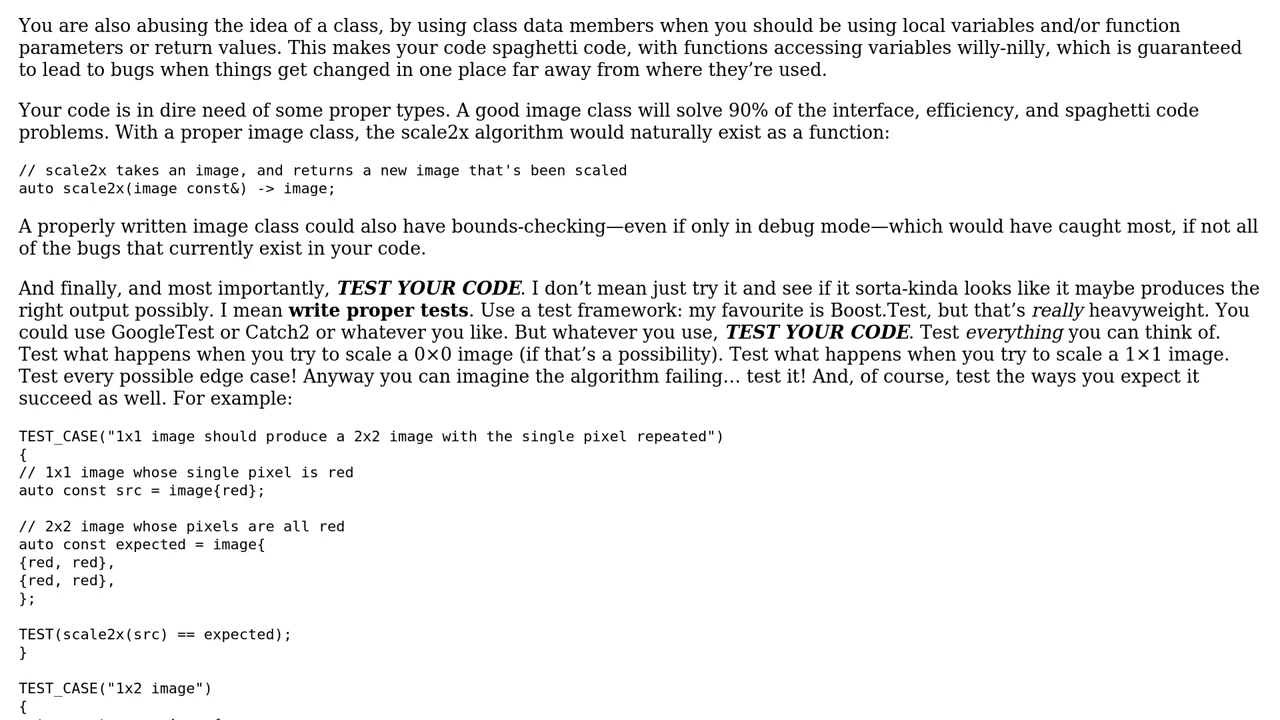 You are also abusing the idea of a class, by using class data members when you should be using local variables and/or function
parameters or return values. This makes your code spaghetti code, with functions accessing variables willy-nilly, which is guaranteed
to lead to bugs when things get changed in one place far away from where they’re used.
Your code is in dire need of some proper types. A good image class will solve 90% of the interface, efficiency, and spaghetti code
problems. With a proper image class, the scale2x algorithm would naturally exist as a function:
// scale2x takes an image, and returns a new image that's been scaled
auto scale2x(image const&) -> image;
A properly written image class could also have bounds-checking—even if only in debug mode—which would have caught most, if not all
of the bugs that currently exist in your code.
And finally, and most importantly, TEST YOUR CODE. I don’t mean just try it and see if it sorta-kinda looks like it maybe produces the
right output possibly. I mean write proper tests. Use a test framework: my favourite is Boost.Test, but that’s really heavyweight. You
could use GoogleTest or Catch2 or whatever you like. But whatever you use, TEST YOUR CODE. Test everything you can think of.
Test what happens when you try to scale a 0×0 image (if that’s a possibility). Test what happens when you try to scale a 1×1 image.
Test every possible edge case! Anyway you can imagine the algorithm failing… test it! And, of course, test the ways you expect it
succeed as well. For example:
TEST_CASE("1x1 image should produce a 2x2 image with the single pixel repeated")
{
// 1x1 image whose single pixel is red
auto const src = image{red};
// 2x2 image whose pixels are all red
auto const expected = image{
{red, red},
{red, red},
};
TEST(scale2x(src) == expected);
}
TEST_CASE("1x2 image")
{